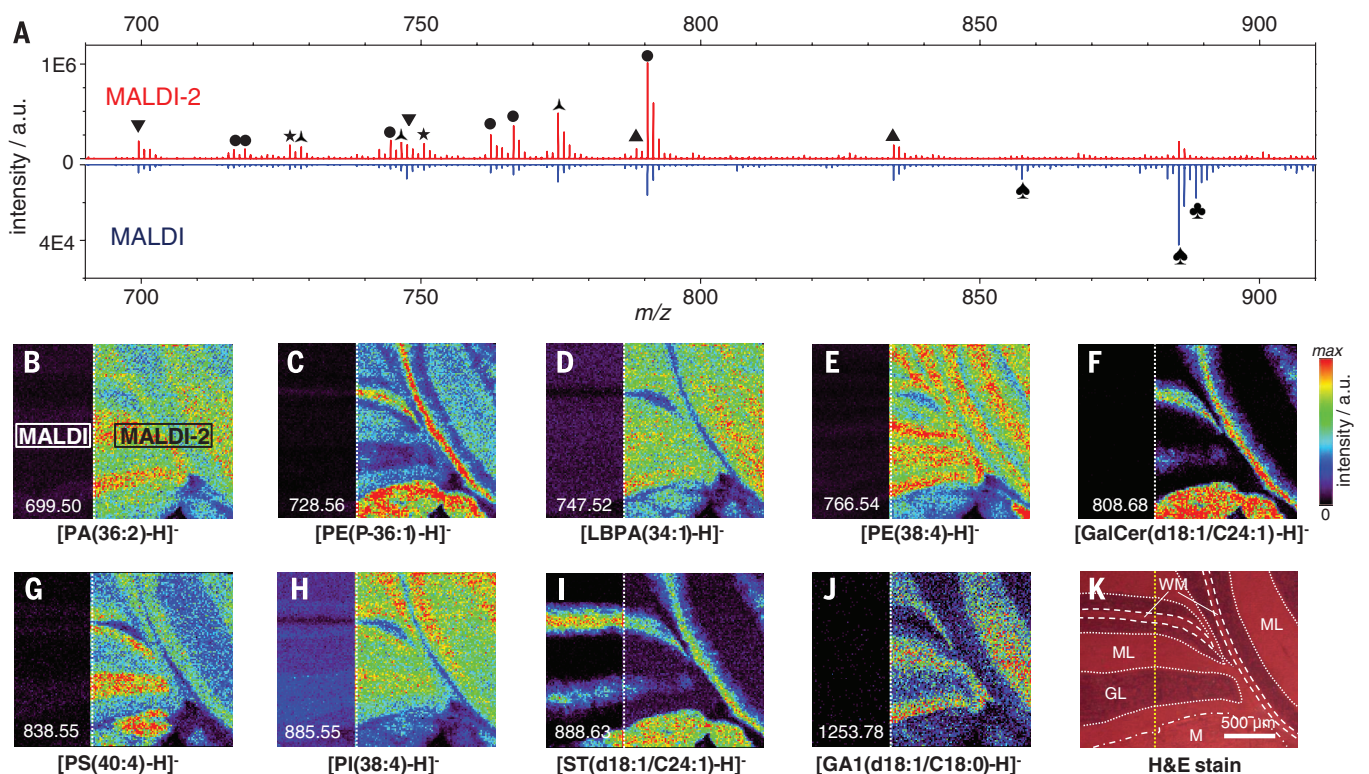 A
700 750 800 850 900
1E6
MALDI-2
0
0
MALDI
4E4
intensity / a.u.
700 750 800 850 900
m/z
B
MALDI
MALDI-2
699.50
[PA(36:2)-H]-
C
728.56
[PE(P-36:1)-H]-
D
747.52
[LBPA(34:1)-H]-
E
766.54
[PE(38:4)-H]-
F
808.68
[GalCer(d18:1/C24:1)-H]-
max
intensity / a.u.
0
G
838.55
[PS(40:4)-H]-
H
885.55
[PI(38:4)-H]-
I
888.63
[ST(d18:1/C24:1)-H]-
J
1253.78
[GA1(d18:1/C18:0)-H]-
K
WM
ML
ML
GL
M
500 µm
H&E stain